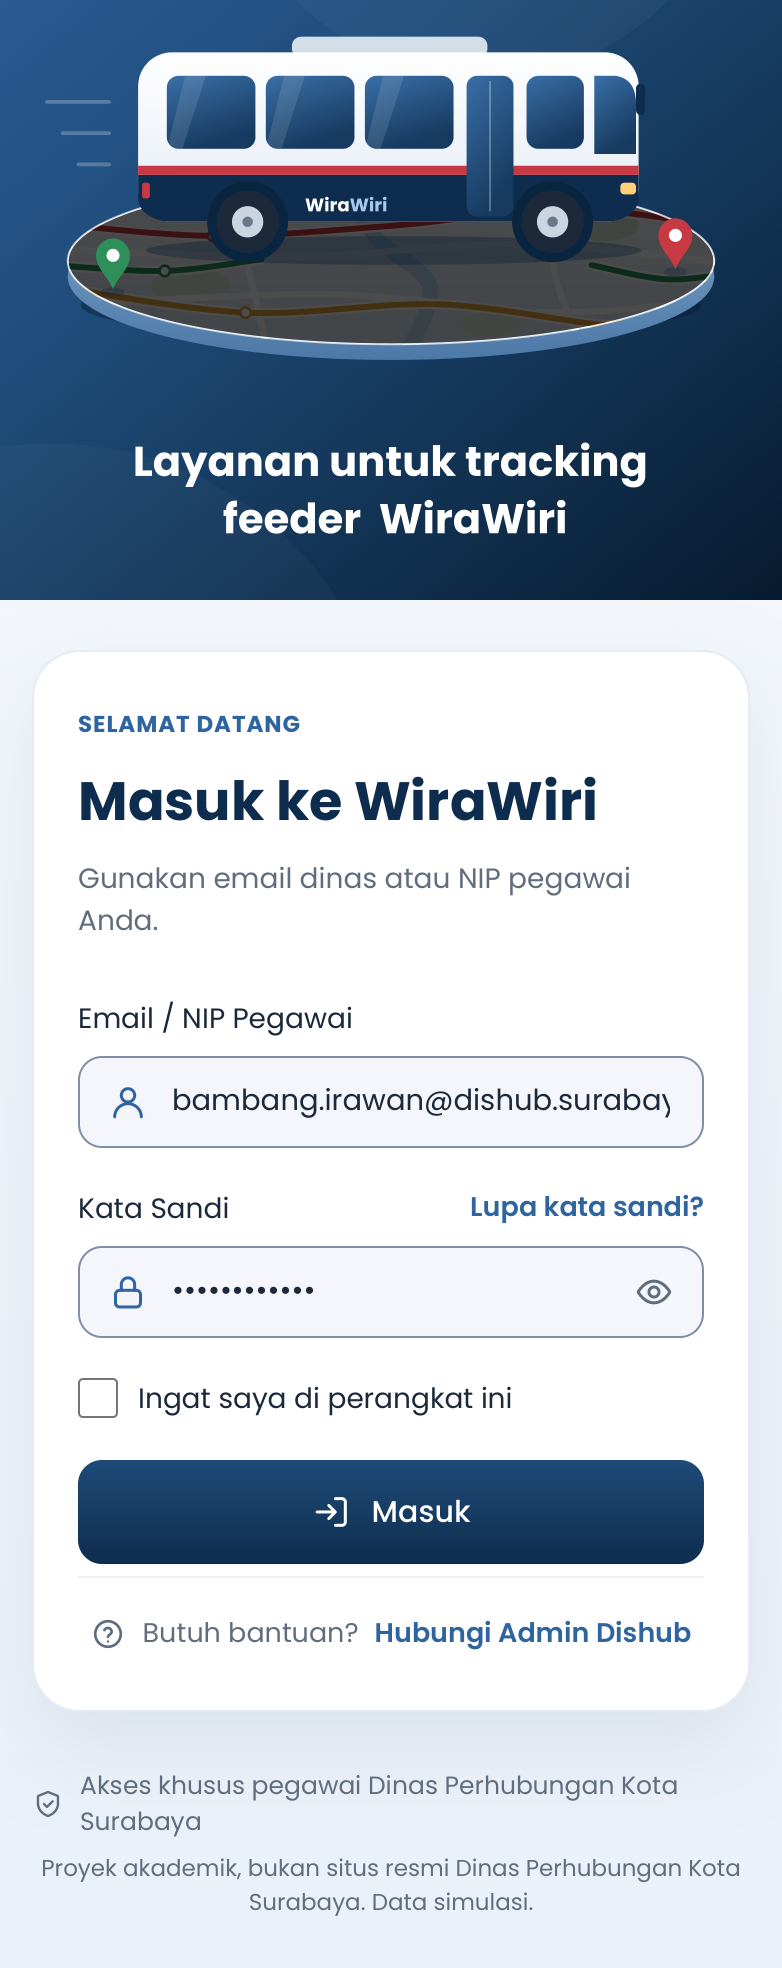 WiraWiri
Layanan untuk tracking
feeder WiraWiri
SELAMAT DATANG
Masuk ke WiraWiri
Gunakan email dinas atau NIP pegawai
Anda.
Email / NIP Pegawai
bambang.irawan@dishub.surabay
Kata Sandi
Lupa kata sandi?
••••••••••••
Ingat saya di perangkat ini
Masuk
Butuh bantuan? Hubungi Admin Dishub
Akses khusus pegawai Dinas Perhubungan Kota
Surabaya
Proyek akademik, bukan situs resmi Dinas Perhubungan Kota
Surabaya. Data simulasi.